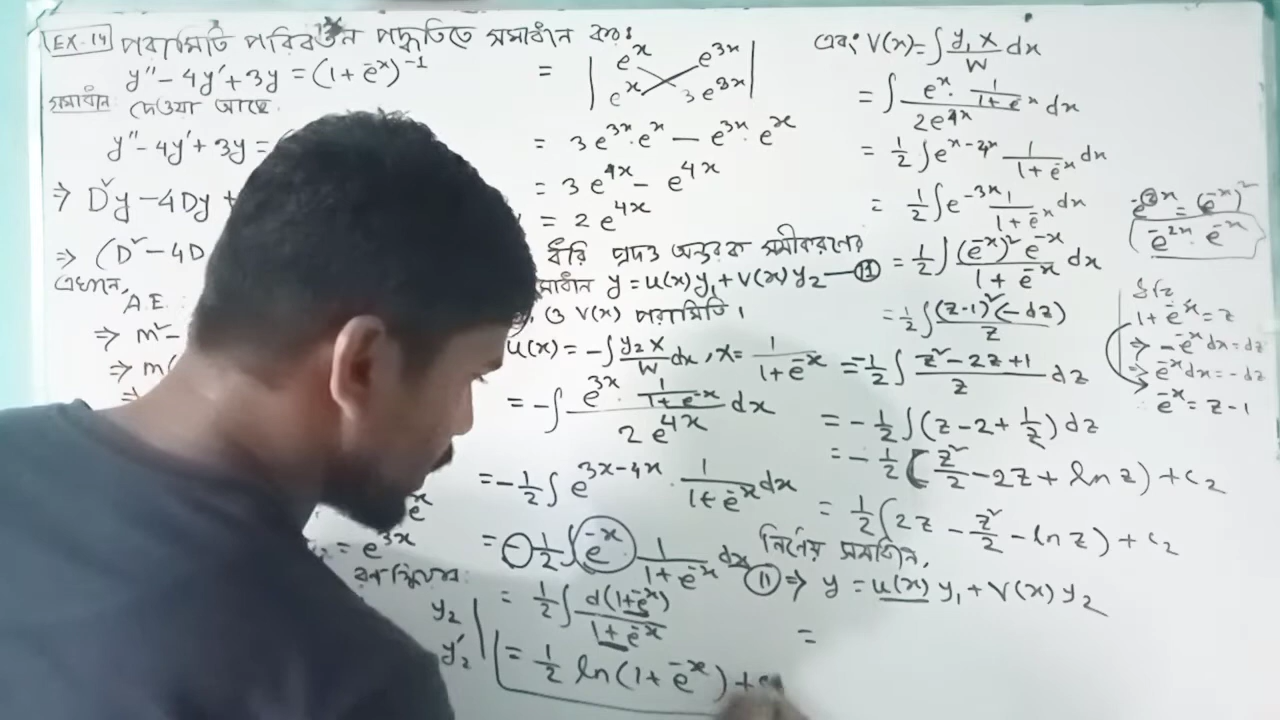 EX-14 পরামিতি পরিবর্তন পদ্ধতিতে সমাধান কর:
y'' - 4y' + 3y = (1 + e^-x)^-1
সমাধান: দেওয়া আছে.
y'' - 4y' + 3y =
⇒ D²y - 4Dy +
⇒ (D² - 4D
এখানে,
A.E.
⇒ m² -
⇒ m(
= e^3x
y2
y'2
= | e^x e^3x |
| e^x 3e^3x |
= 3e^3x · e^x - e^3x · e^x
= 3e^4x - e^4x
= 2e^4x
ধরি প্রদত্ত অন্তরক সমীকরণের
সমাধান y = u(x)y1 + v(x)y2 — (11)
ও v(x) পরামিতি।
u(x) = -∫ y2 X / W dx, X = 1 / (1 + e^-x)
= -∫ (e^3x · 1 / (1 + e^-x)) / 2e^4x dx
= -1/2 ∫ e^(3x-4x) · 1 / (1 + e^-x) dx
= -1/2 ∫ e^-x 1 / (1 + e^-x) dx
= 1/2 ∫ d(1 + e^-x) / (1 + e^-x)
= 1/2 ln(1 + e^-x) +
এবং V(x) = ∫ y1 X / W dx
= ∫ (e^x · 1 / (1 + e^-x)) / 2e^4x dx
= 1/2 ∫ e^(x-4x) 1 / (1 + e^-x) dx
= 1/2 ∫ e^-3x 1 / (1 + e^-x) dx
= 1/2 ∫ (e^-x)² e^-x / (1 + e^-x) dx
= 1/2 ∫ (z-1)² (-dz) / z
= -1/2 ∫ (z² - 2z + 1) / z dz
= -1/2 ∫ (z - 2 + 1/z) dz
= -1/2 (z²/2 - 2z + ln z) + c2
= 1/2 (2z - z²/2 - ln z) + c2
নির্ণেয় সমাধান,
(11) ⇒ y = u(x) y1 + v(x) y2
=
= (e^-x)²
e^-2x · e^-x
ধরি
1 + e^-x = z
⇒ -e^-x dx = dz
⇒ e^-x dx = -dz
∴ e^-x = z - 1